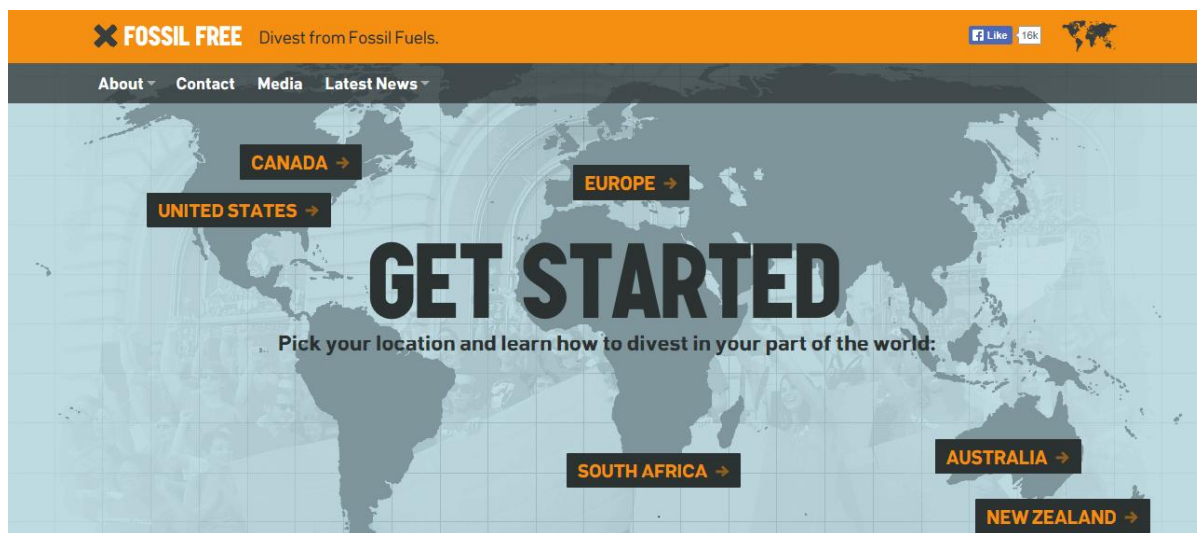 FOSSIL FREE Divest from Fossil Fuels. Like 16k
About Contact Media Latest News
CANADA →
EUROPE →
UNITED STATES →
GET STARTED
Pick your location and learn how to divest in your part of the world:
AUSTRALIA →
SOUTH AFRICA →
NEW ZEALAND →